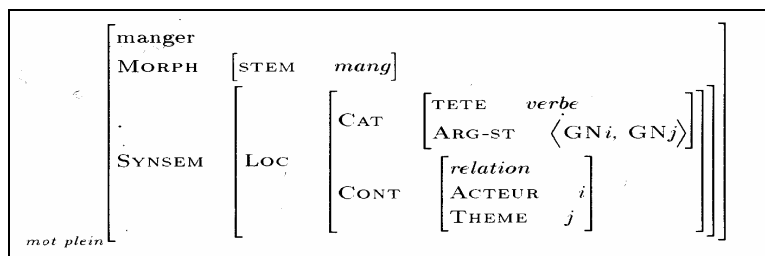 manger
MORPH [STEM mang]
CAT [TETE verbe
ARG-ST ⟨GNi, GNj⟩]
SYNSEM [LOC
CONT [relation
ACTEUR i
THEME j]
mot plein